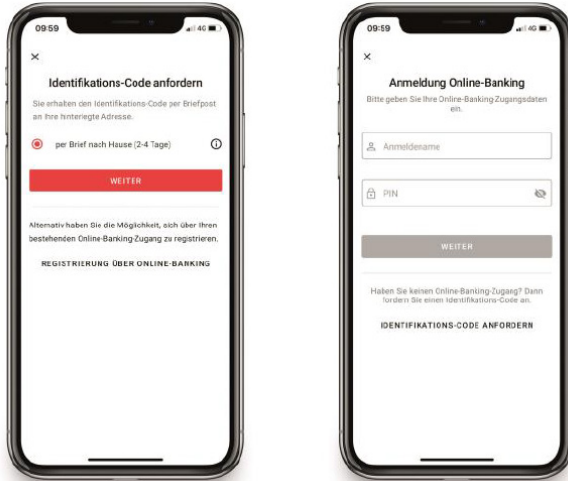 09:59
4G
Identifikations-Code anfordern
Sie erhalten den Identifikations-Code per Briefpost
an Ihre hinterlegte Adresse.
per Brief nach Hause (2-4 Tage)
WEITER
Alternativ haben Sie die Möglichkeit, sich über Ihren
bestehenden Online-Banking-Zugang zu registrieren.
REGISTRIERUNG ÜBER ONLINE-BANKING
09:59
4G
Anmeldung Online-Banking
Bitte geben Sie Ihre Online-Banking-Zugangsdaten
ein.
Anmeldename
PIN
WEITER
Haben Sie keinen Online-Banking-Zugang? Dann
fordern Sie einen Identifikations-Code an.
IDENTIFIKATIONS-CODE ANFORDERN